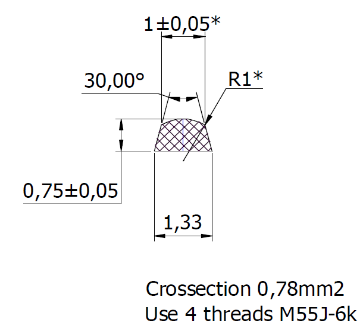 1±0,05*
30,00°
R1*
0,75±0,05
1,33
Crossection 0,78mm2
Use 4 threads M55J-6k